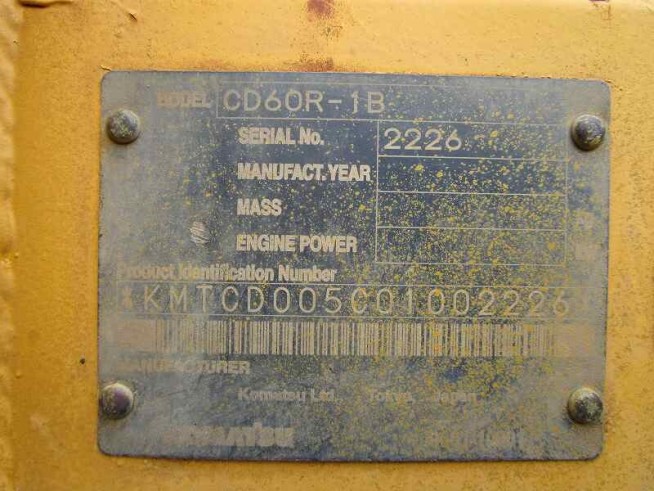 MODEL CD60R-1B
SERIAL No. 2226
MANUFACT. YEAR
MASS
ENGINE POWER
Product Identification Number
*KMTCD005C01002226*
MANUFACTURER
Komatsu Ltd., Tokyo, Japan
KOMATSU